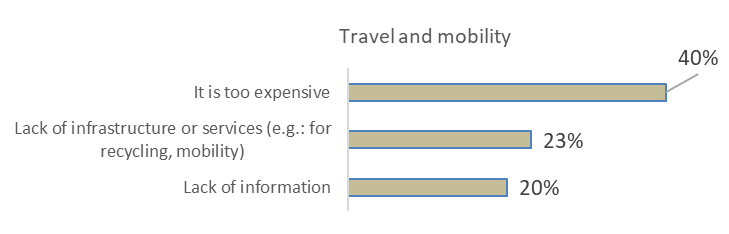 Travel and mobility
40%
It is too expensive
Lack of infrastructure or services (e.g.: for
recycling, mobility)
23%
Lack of information
20%